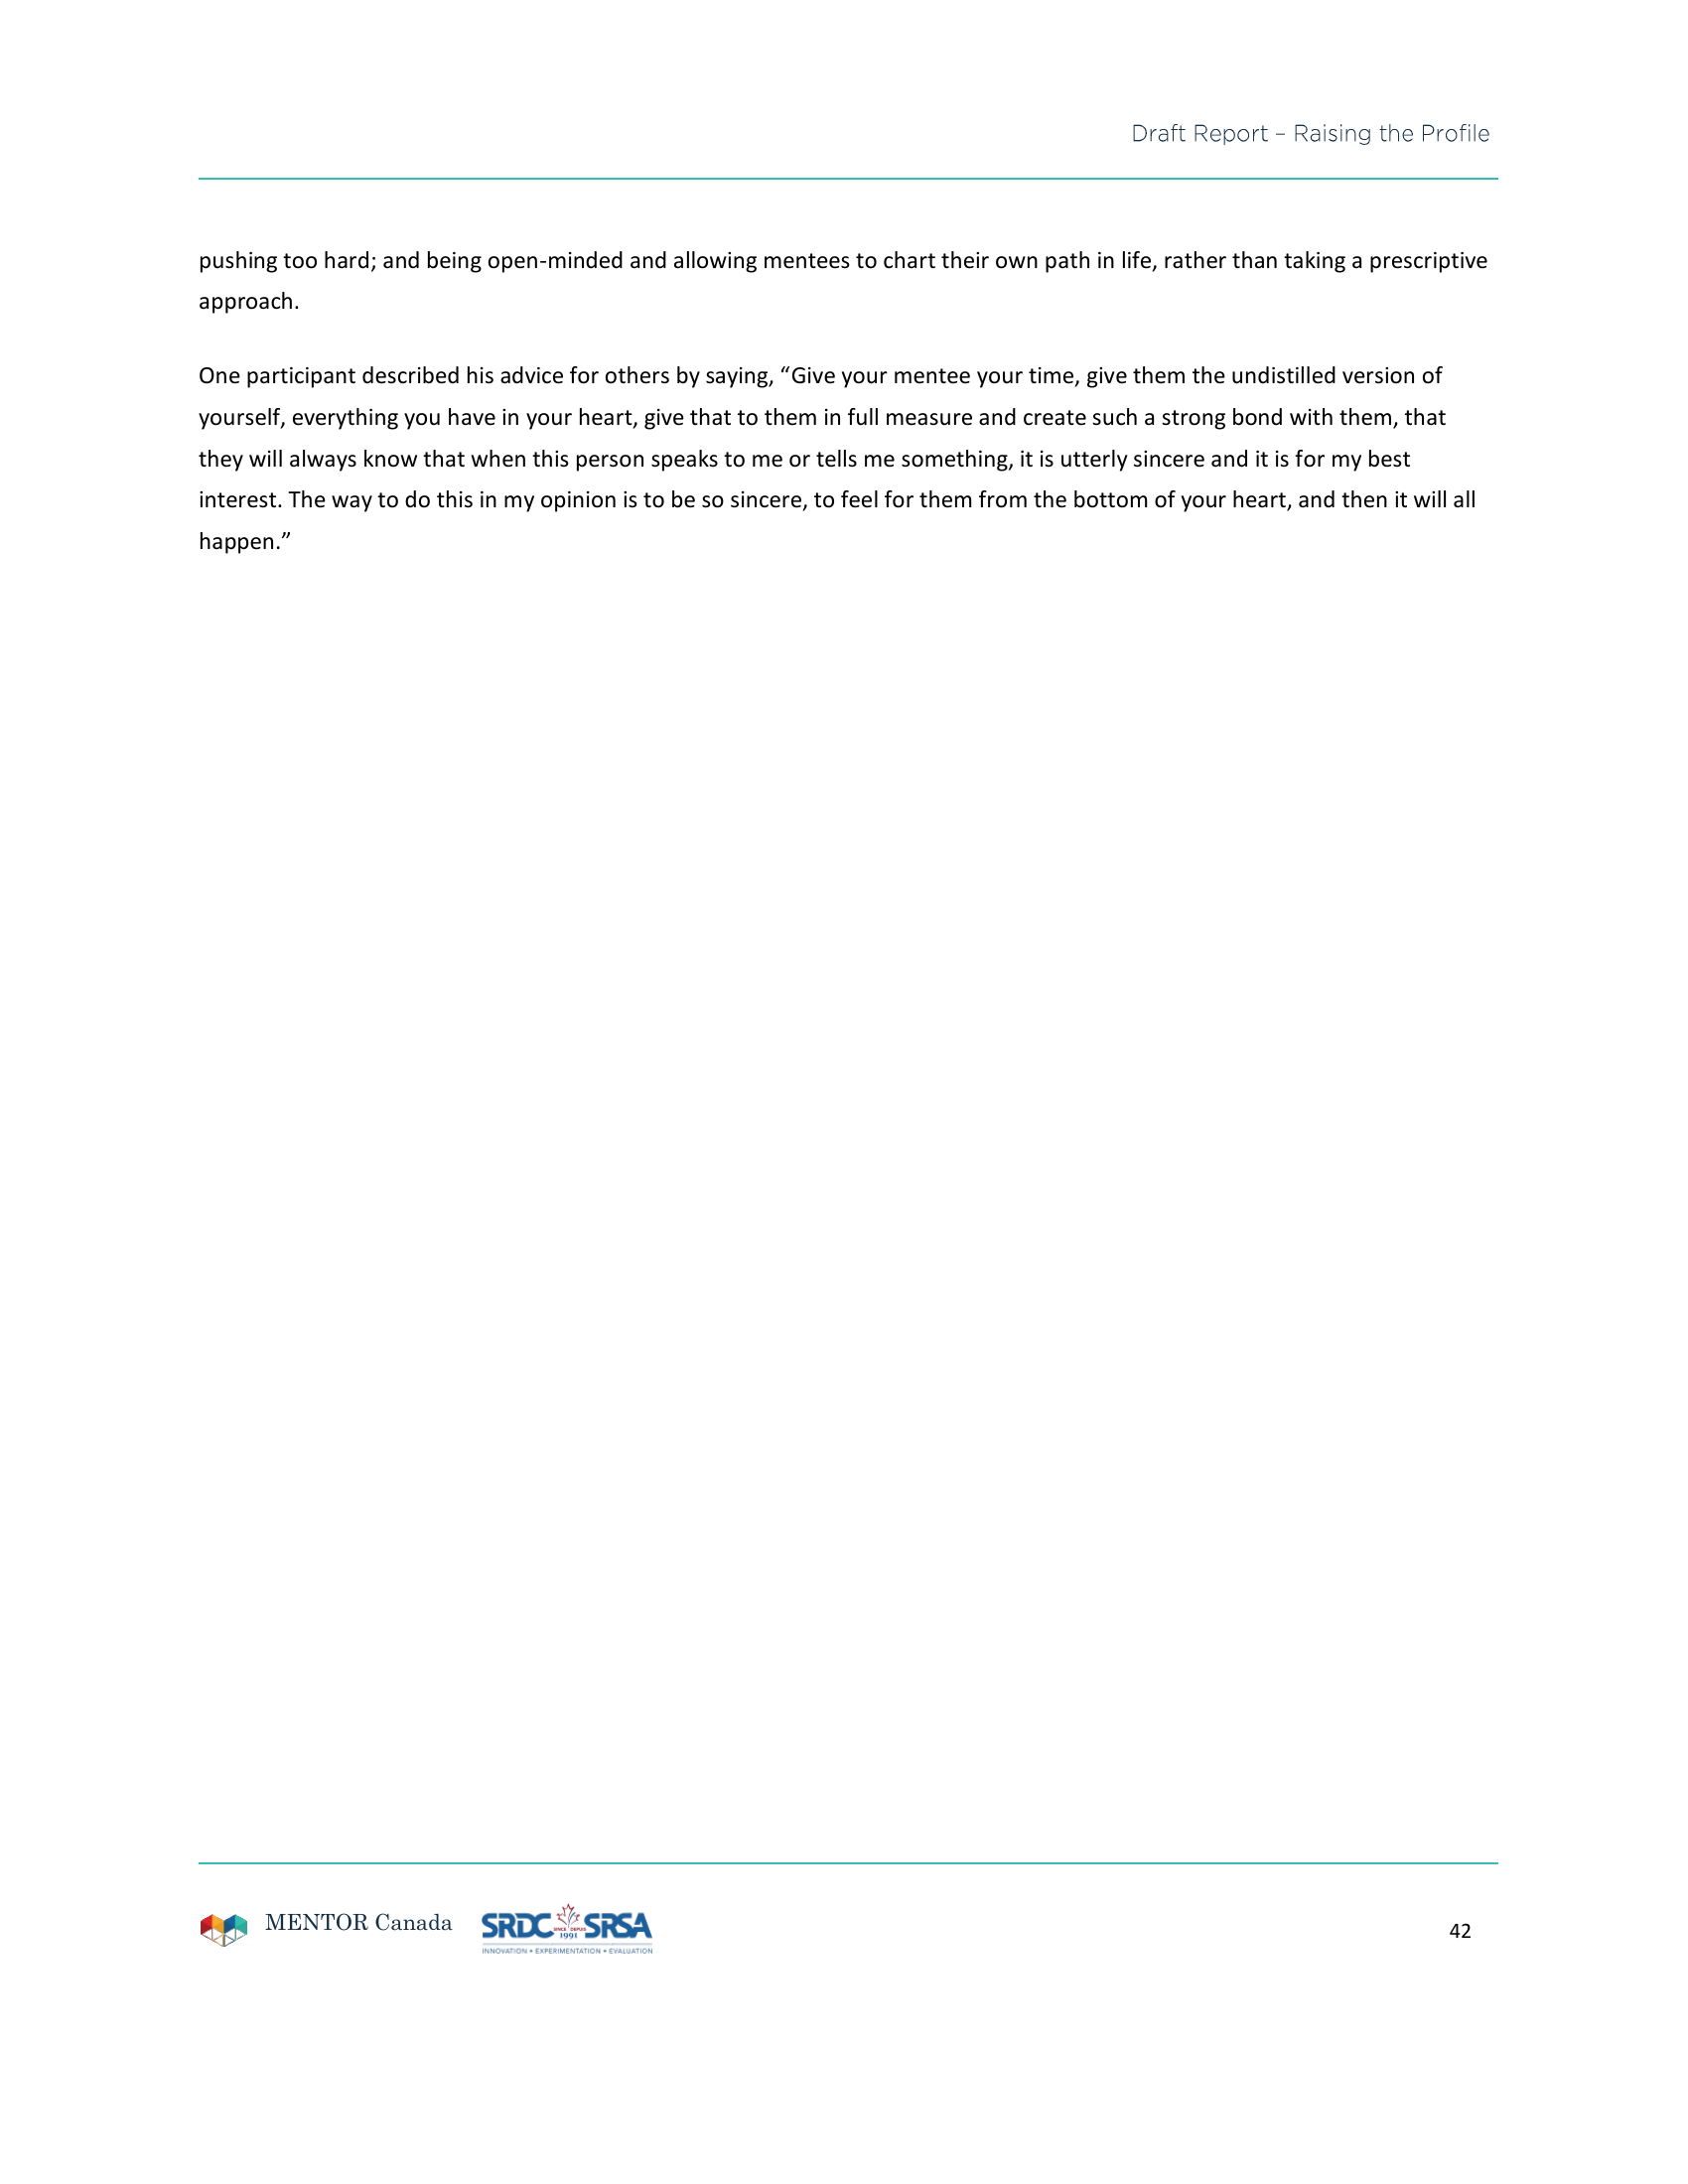 Draft Report – Raising the Profile
pushing too hard; and being open-minded and allowing mentees to chart their own path in life, rather than taking a prescriptive
approach.
One participant described his advice for others by saying, “Give your mentee your time, give them the undistilled version of
yourself, everything you have in your heart, give that to them in full measure and create such a strong bond with them, that
they will always know that when this person speaks to me or tells me something, it is utterly sincere and it is for my best
interest. The way to do this in my opinion is to be so sincere, to feel for them from the bottom of your heart, and then it will all
happen.”
MENTOR Canada
SRDC SINCE DEPUIS 1991 SRSA
INNOVATION • EXPERIMENTATION • EVALUATION
42